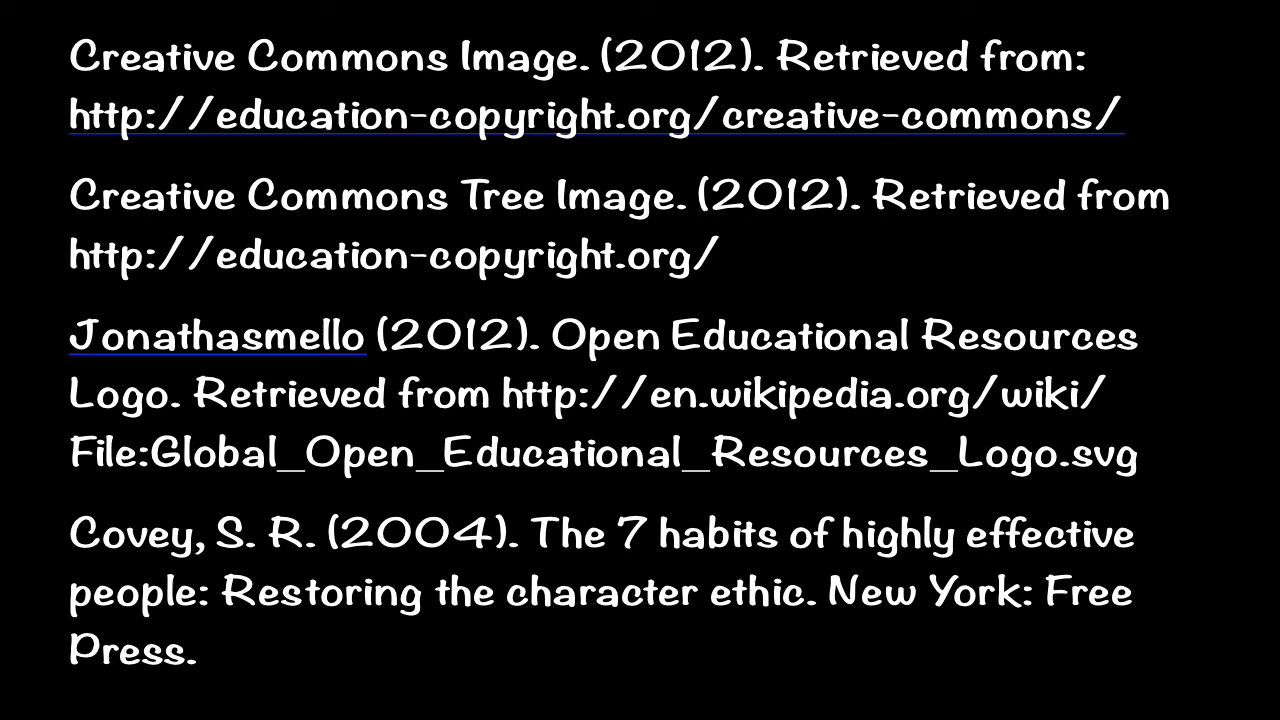 Creative Commons Image. (2012). Retrieved from:
http://education-copyright.org/creative-commons/
Creative Commons Tree Image. (2012). Retrieved from
http://education-copyright.org/
Jonathasmello (2012). Open Educational Resources
Logo. Retrieved from http://en.wikipedia.org/wiki/
File:Global_Open_Educational_Resources_Logo.svg
Covey, S. R. (2004). The 7 habits of highly effective
people: Restoring the character ethic. New York: Free
Press.